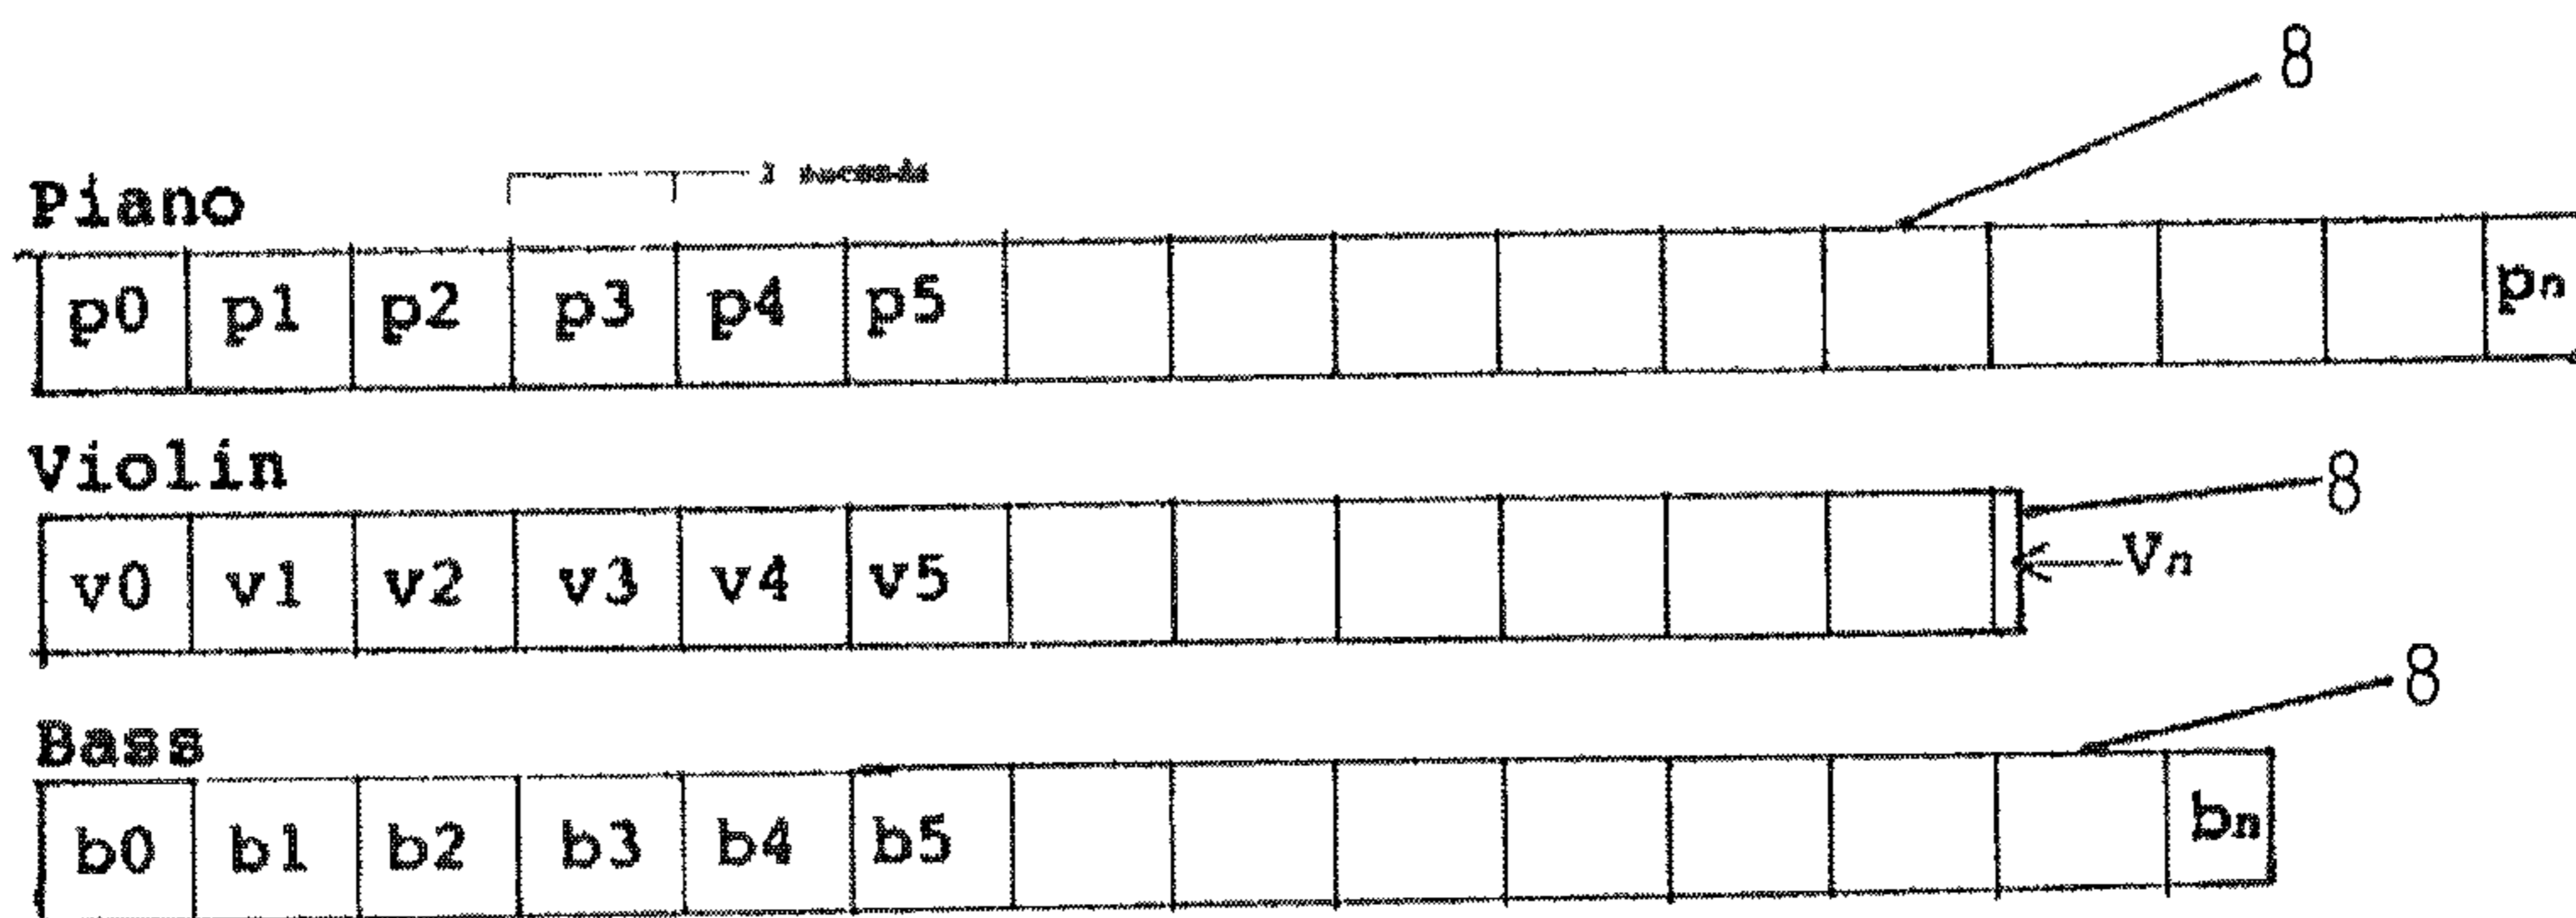 8
seconds
Piano
p0 p1 p2 p3 p4 p5 pn
Violin
8
v0 v1 v2 v3 v4 v5 Vn
8
Bass
b0 b1 b2 b3 b4 b5 bn